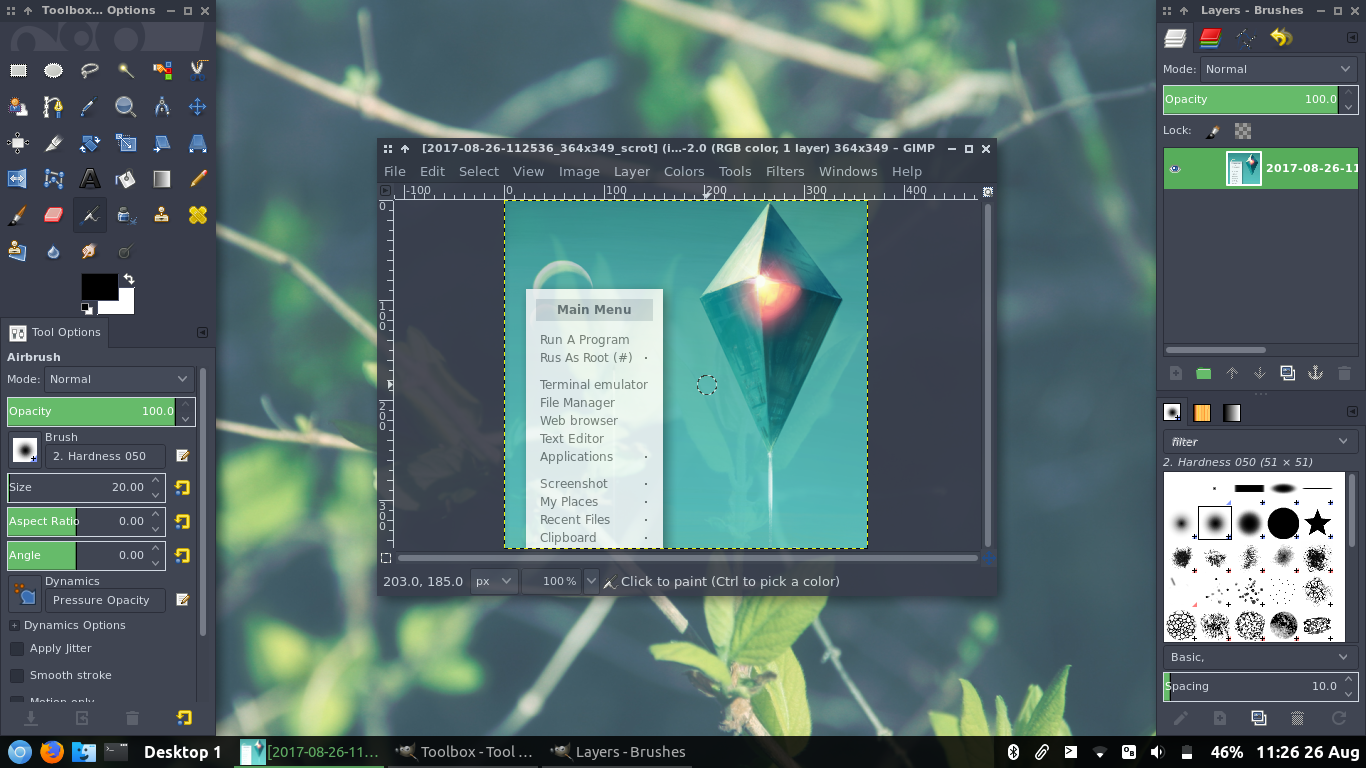 Toolbox... Options
Tool Options
Airbrush
Mode: Normal
Opacity 100.0
Brush
2. Hardness 050
Size 20.00
Aspect Ratio 0.00
Angle 0.00
Dynamics
Pressure Opacity
Dynamics Options
Apply Jitter
Smooth stroke
Motion only
[2017-08-26-112536_364x349_scrot] (i...-2.0 (RGB color, 1 layer) 364x349 – GIMP
File Edit Select View Image Layer Colors Tools Filters Windows Help
-100 0 100 200 300 400
0
100
200
300
Main Menu
Run A Program
Rus As Root (#)
Terminal emulator
File Manager
Web browser
Text Editor
Applications
Screenshot
My Places
Recent Files
Clipboard
203.0, 185.0 px 100 % Click to paint (Ctrl to pick a color)
Layers - Brushes
Mode: Normal
Opacity 100.0
Lock:
2017-08-26-11
filter
2. Hardness 050 (51 × 51)
Basic,
Spacing 10.0
Desktop 1 [2017-08-26-11... Toolbox - Tool ... Layers - Brushes 46% 11:26 26 Aug